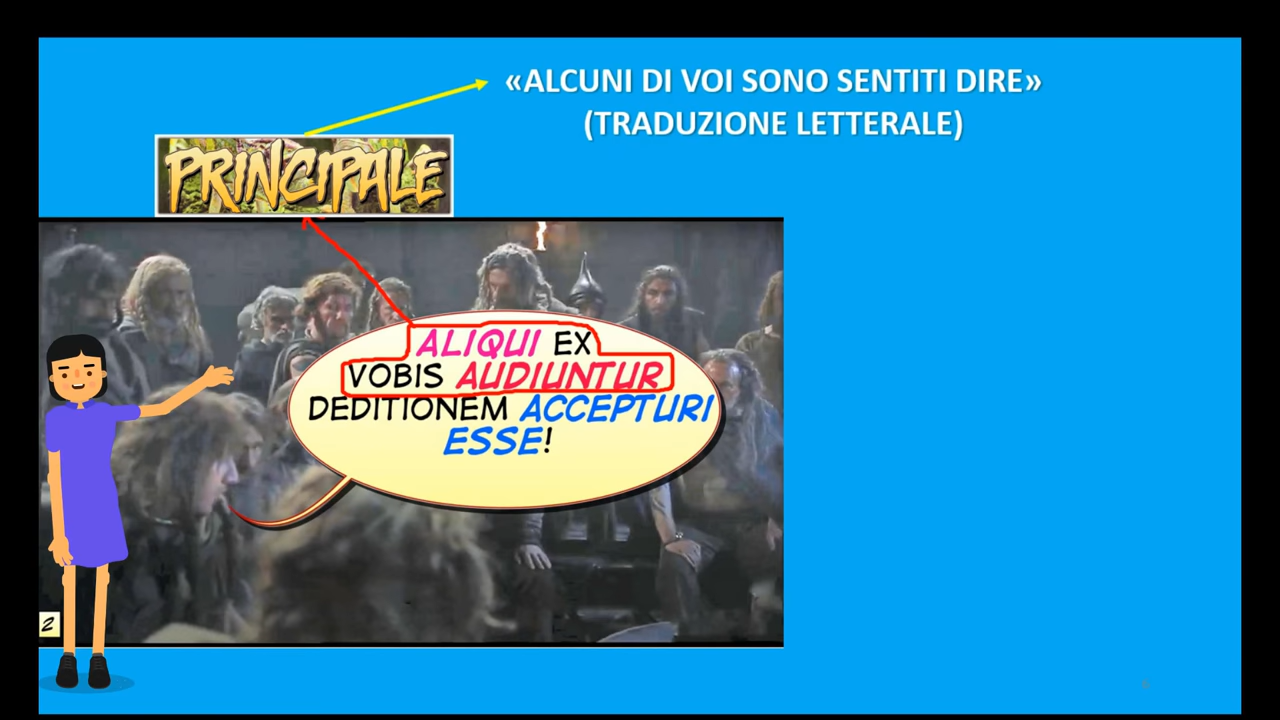 «ALCUNI DI VOI SONO SENTITI DIRE»
(TRADUZIONE LETTERALE)
PRINCIPALE
ALIQUI EX
VOBIS AUDIUNTUR
DEDITIONEM ACCEPTURI
ESSE!
2